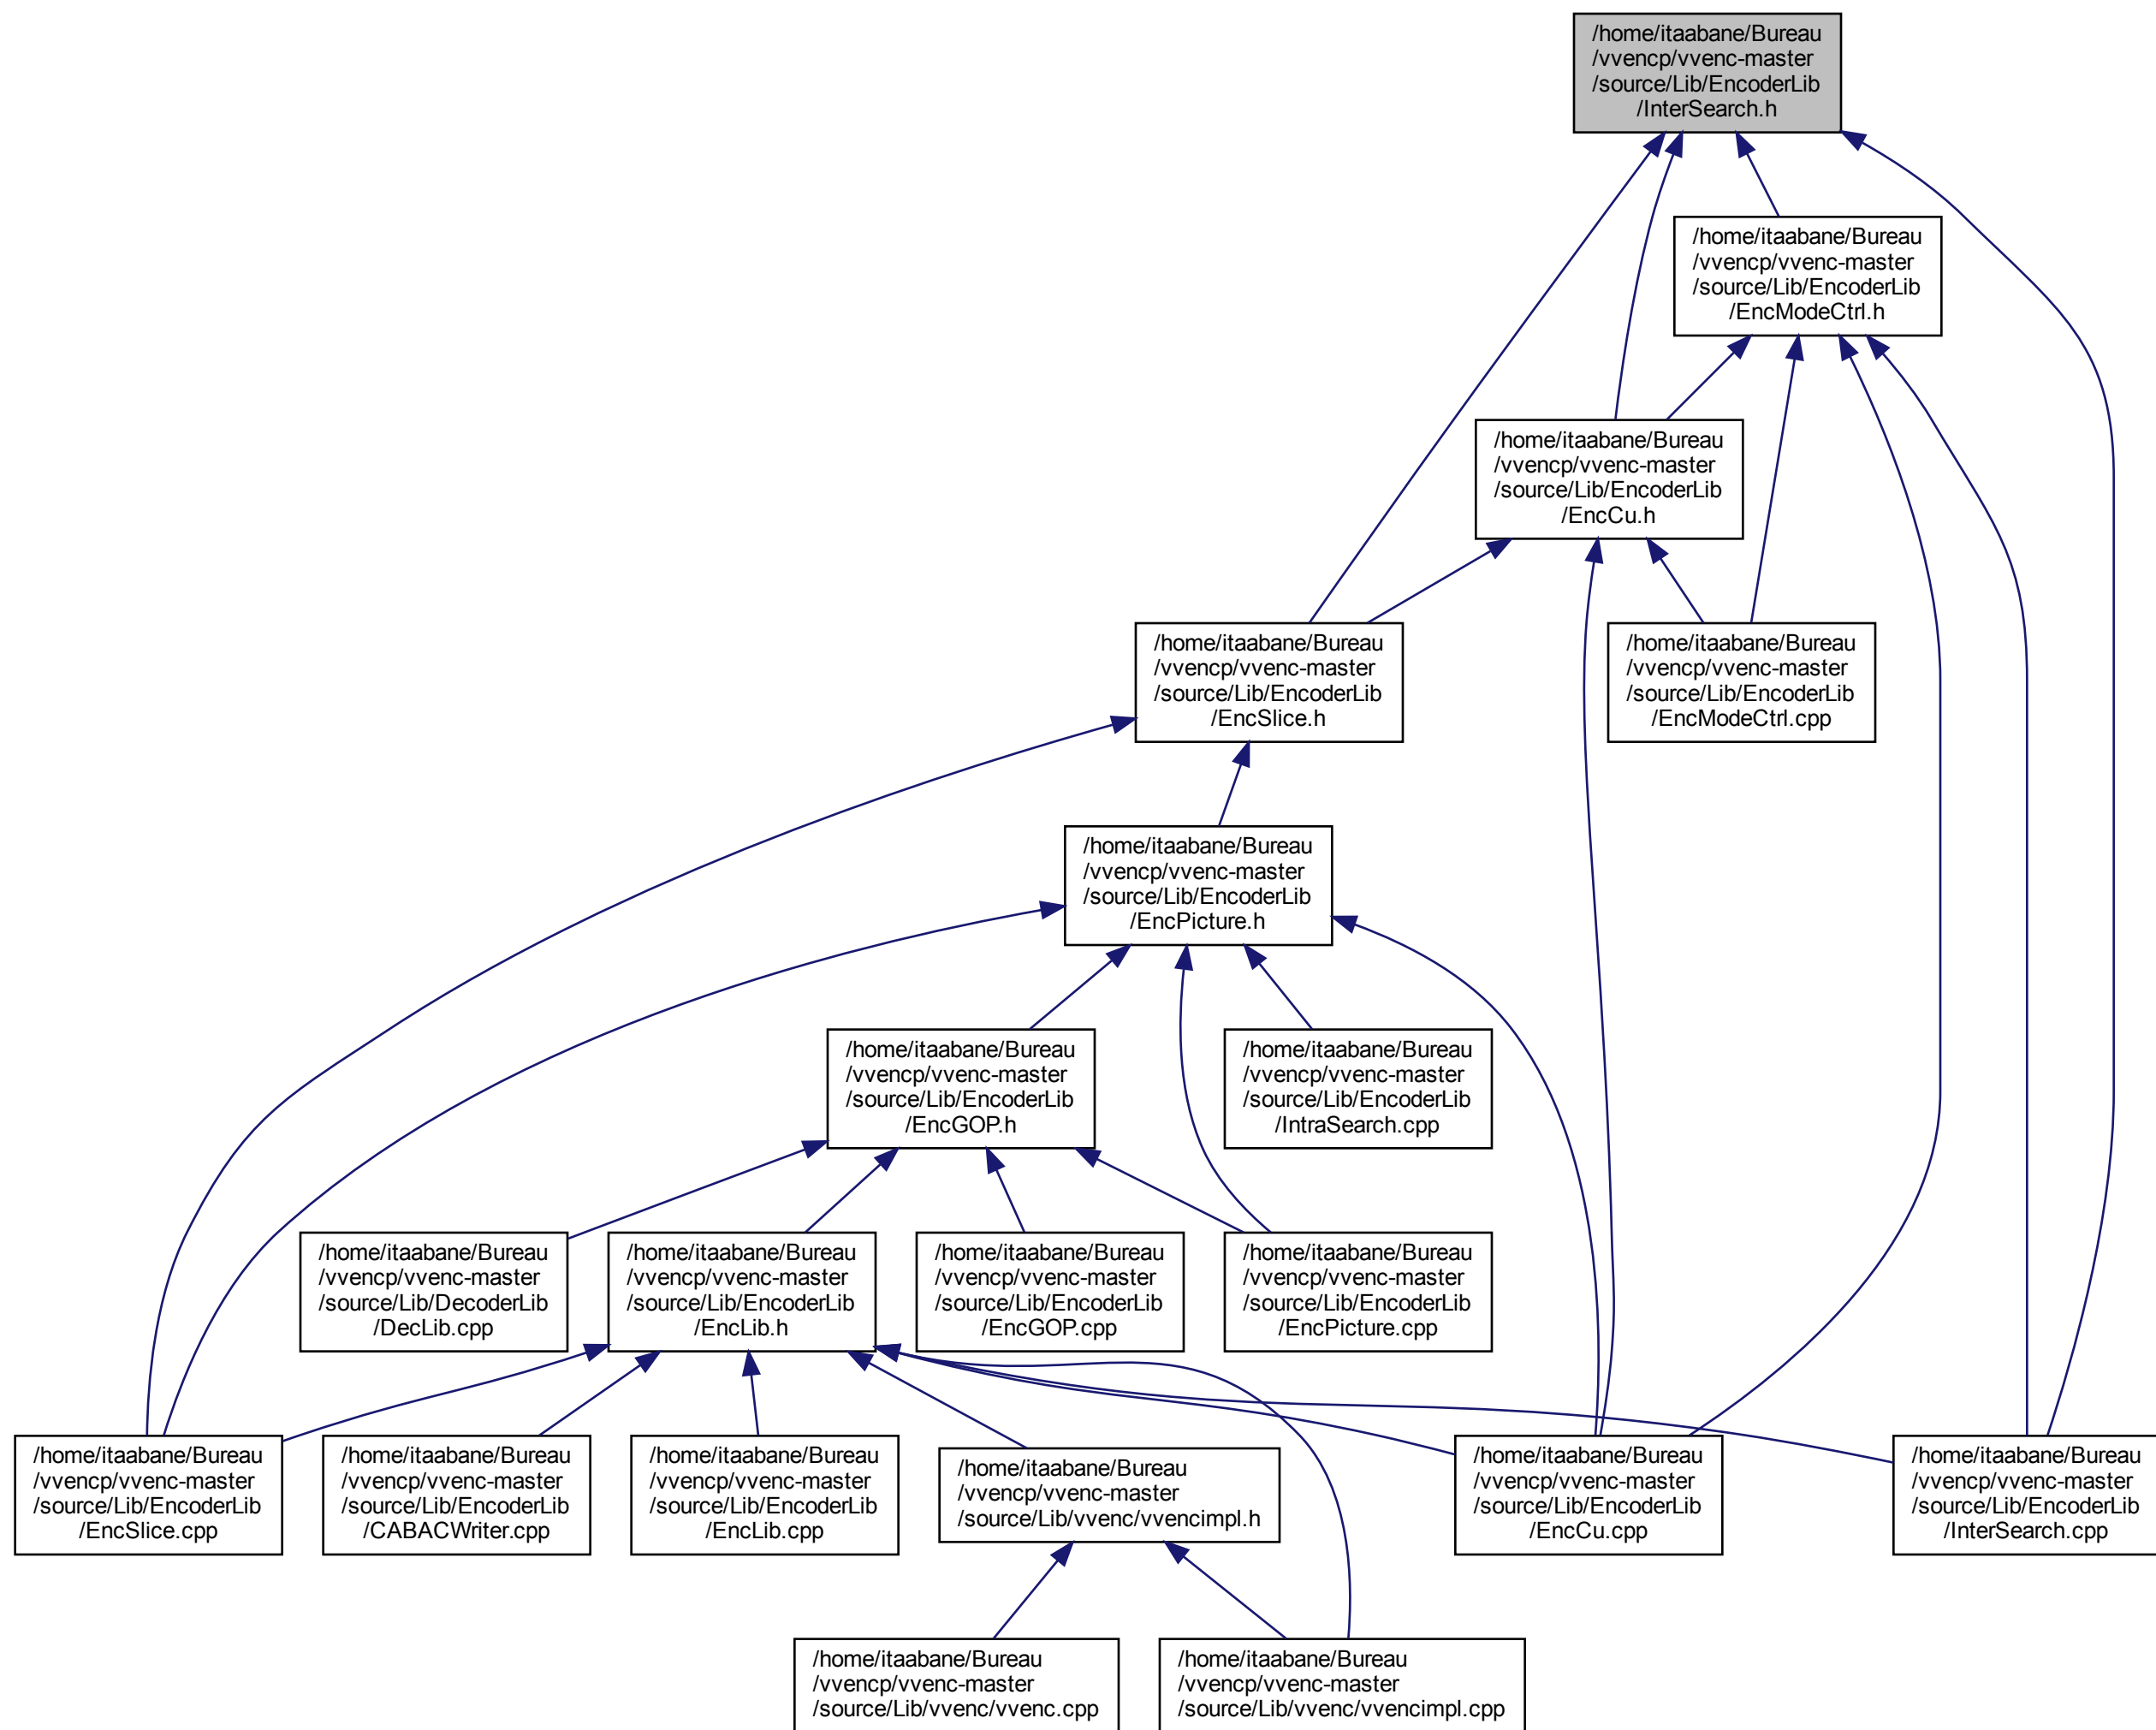 /home/itaabane/Bureau
/vvencp/vvenc-master
/source/Lib/EncoderLib
/InterSearch.h
/home/itaabane/Bureau
/vvencp/vvenc-master
/source/Lib/EncoderLib
/EncModeCtrl.h
/home/itaabane/Bureau
/vvencp/vvenc-master
/source/Lib/EncoderLib
/EncCu.h
/home/itaabane/Bureau
/vvencp/vvenc-master
/source/Lib/EncoderLib
/EncSlice.h
/home/itaabane/Bureau
/vvencp/vvenc-master
/source/Lib/EncoderLib
/EncModeCtrl.cpp
/home/itaabane/Bureau
/vvencp/vvenc-master
/source/Lib/EncoderLib
/EncPicture.h
/home/itaabane/Bureau
/vvencp/vvenc-master
/source/Lib/EncoderLib
/EncGOP.h
/home/itaabane/Bureau
/vvencp/vvenc-master
/source/Lib/EncoderLib
/IntraSearch.cpp
/home/itaabane/Bureau
/vvencp/vvenc-master
/source/Lib/DecoderLib
/DecLib.cpp
/home/itaabane/Bureau
/vvencp/vvenc-master
/source/Lib/EncoderLib
/EncLib.h
/home/itaabane/Bureau
/vvencp/vvenc-master
/source/Lib/EncoderLib
/EncGOP.cpp
/home/itaabane/Bureau
/vvencp/vvenc-master
/source/Lib/EncoderLib
/EncPicture.cpp
/home/itaabane/Bureau
/vvencp/vvenc-master
/source/Lib/EncoderLib
/EncSlice.cpp
/home/itaabane/Bureau
/vvencp/vvenc-master
/source/Lib/EncoderLib
/CABACWriter.cpp
/home/itaabane/Bureau
/vvencp/vvenc-master
/source/Lib/EncoderLib
/EncLib.cpp
/home/itaabane/Bureau
/vvencp/vvenc-master
/source/Lib/vvenc/vvencimpl.h
/home/itaabane/Bureau
/vvencp/vvenc-master
/source/Lib/EncoderLib
/EncCu.cpp
/home/itaabane/Bureau
/vvencp/vvenc-master
/source/Lib/EncoderLib
/InterSearch.cpp
/home/itaabane/Bureau
/vvencp/vvenc-master
/source/Lib/vvenc/vvenc.cpp
/home/itaabane/Bureau
/vvencp/vvenc-master
/source/Lib/vvenc/vvencimpl.cpp